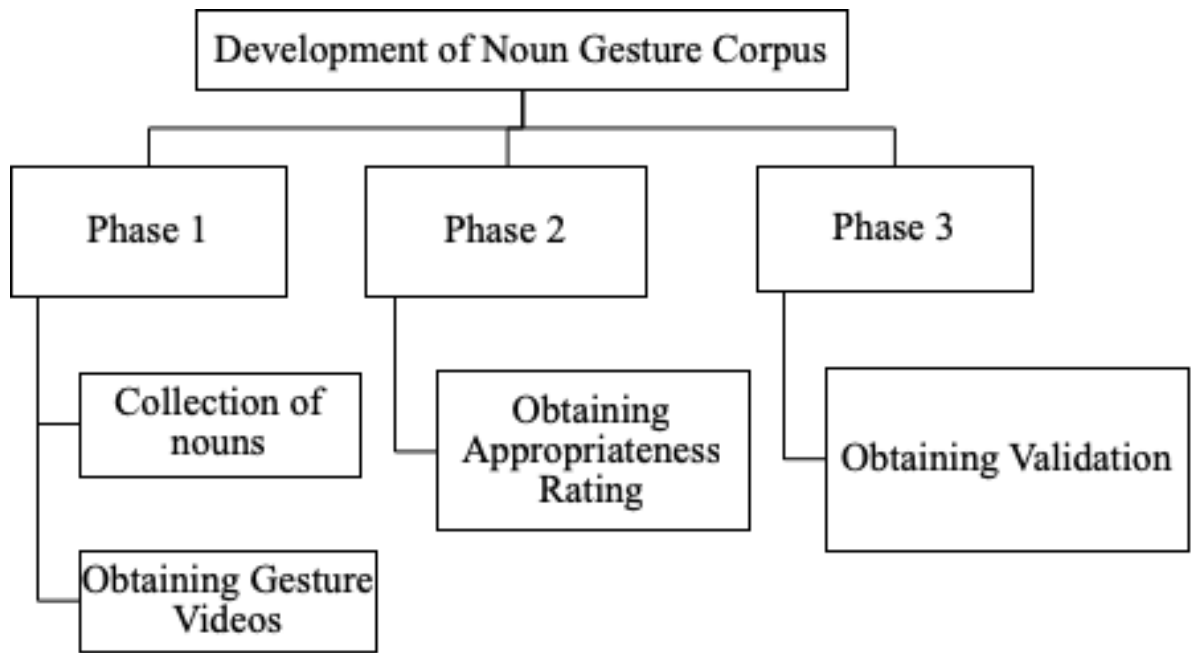 Development of Noun Gesture Corpus
Phase 1
Phase 2
Phase 3
Collection of
nouns
Obtaining Gesture
Videos
Obtaining
Appropriateness
Rating
Obtaining Validation